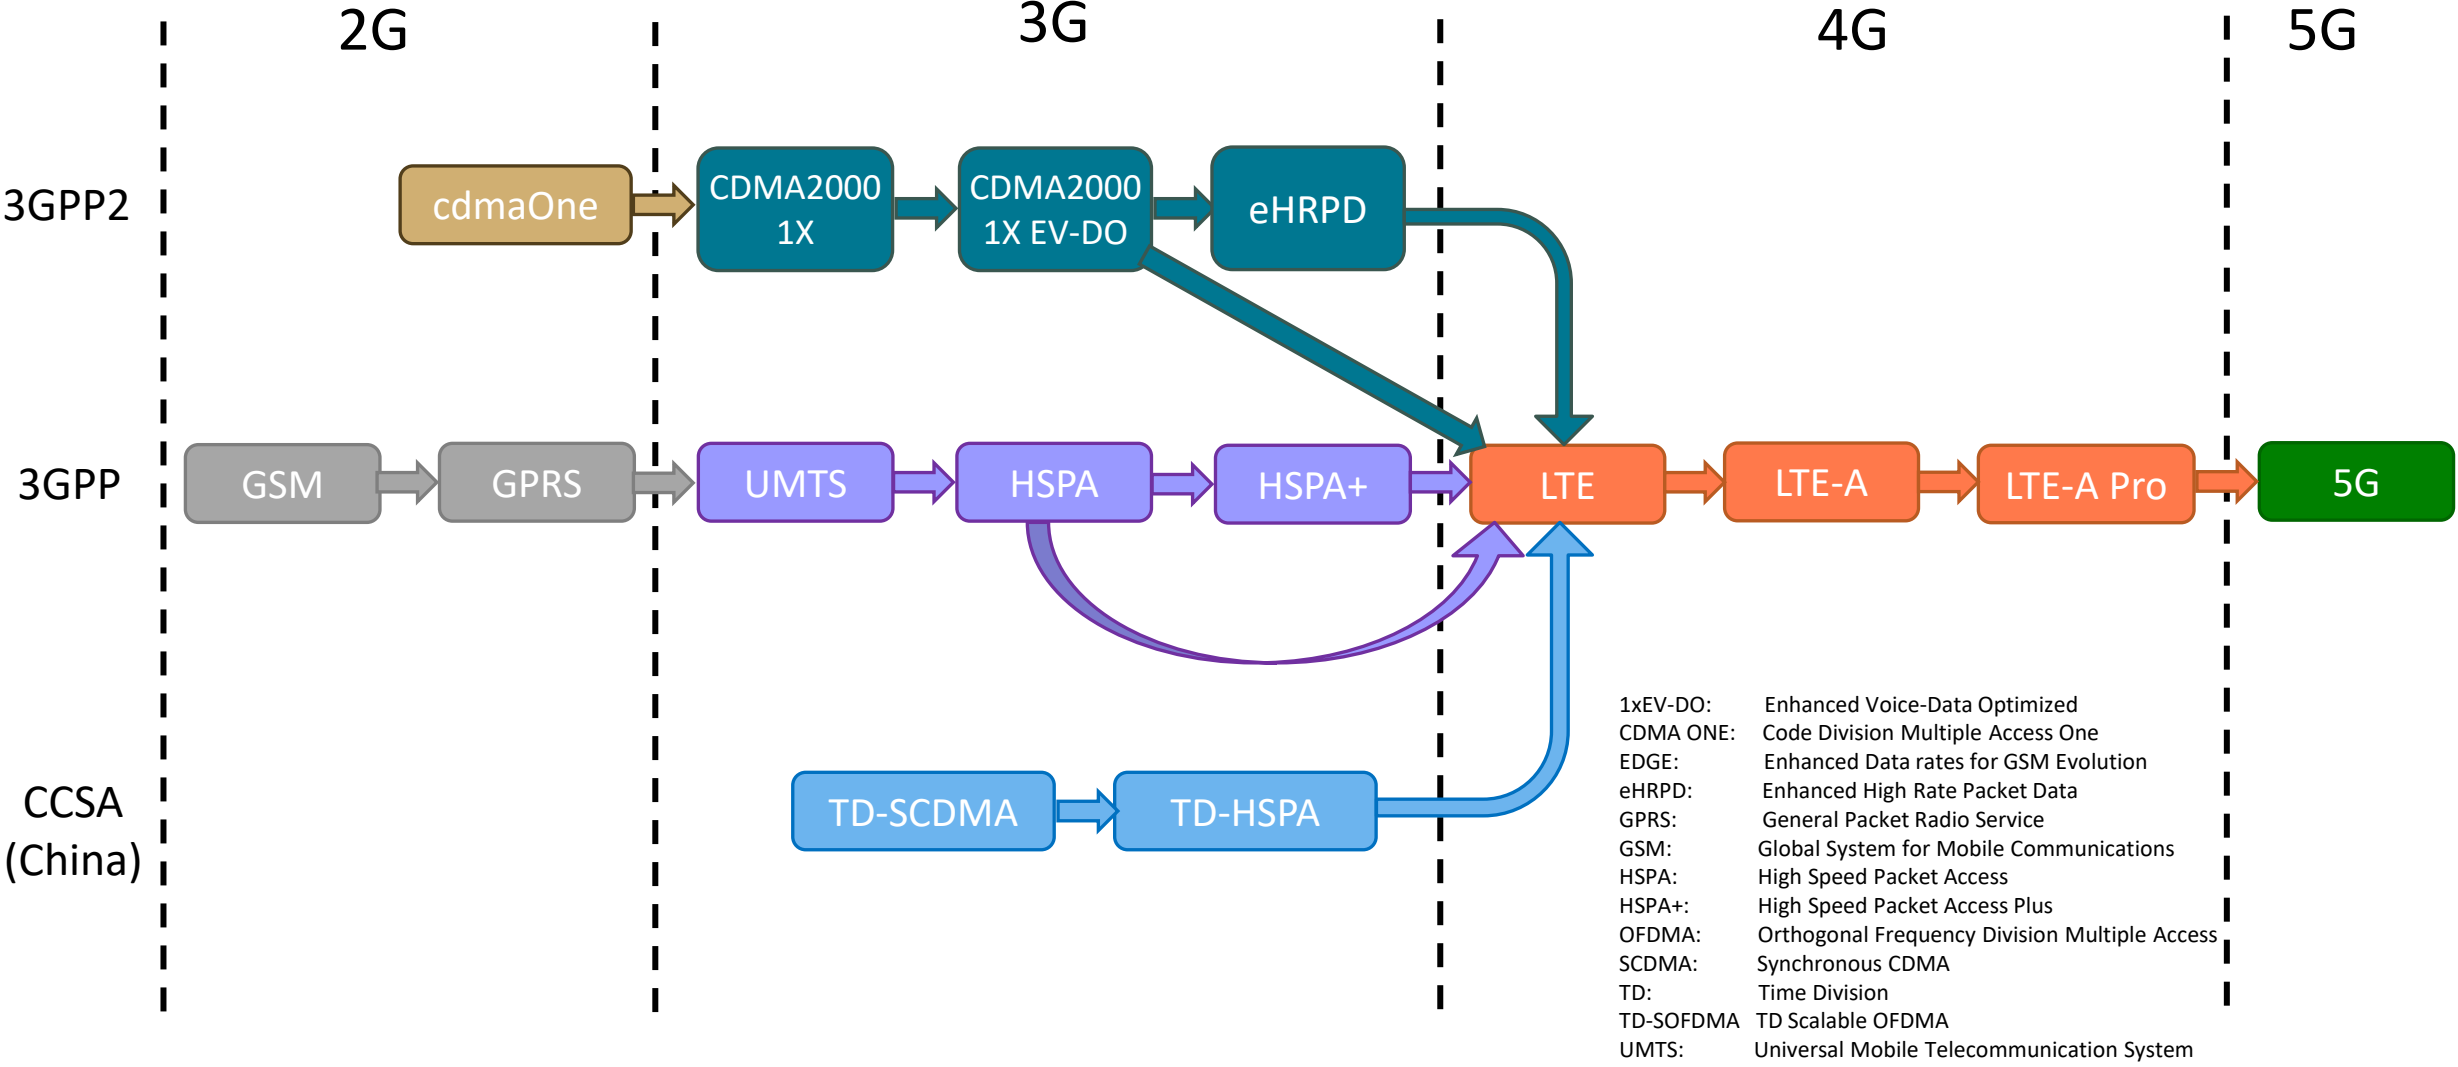 2G
3G
4G
5G
3GPP2
cdmaOne
CDMA2000
1X
CDMA2000
1X EV-DO
eHRPD
3GPP
GSM
GPRS
UMTS
HSPA
HSPA+
LTE
LTE-A
LTE-A Pro
5G
CCSA
(China)
TD-SCDMA
TD-HSPA
1xEV-DO: Enhanced Voice-Data Optimized
CDMA ONE: Code Division Multiple Access One
EDGE: Enhanced Data rates for GSM Evolution
eHRPD: Enhanced High Rate Packet Data
GPRS: General Packet Radio Service
GSM: Global System for Mobile Communications
HSPA: High Speed Packet Access
HSPA+: High Speed Packet Access Plus
OFDMA: Orthogonal Frequency Division Multiple Access
SCDMA: Synchronous CDMA
TD: Time Division
TD-SOFDMA TD Scalable OFDMA
UMTS: Universal Mobile Telecommunication System